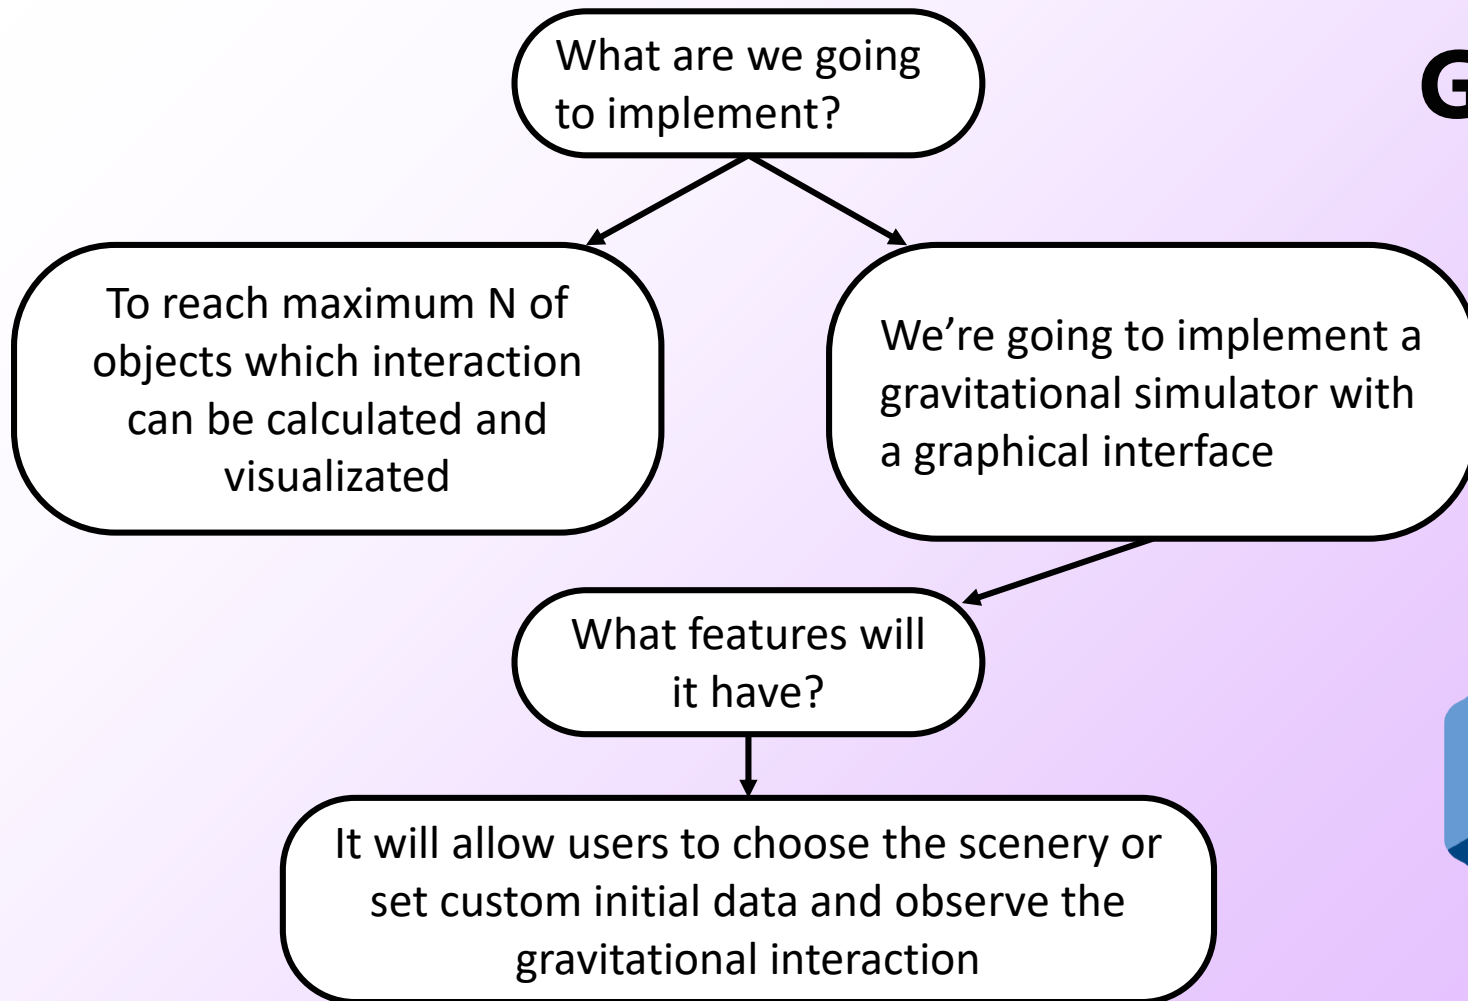 What are we going
to implement?
G
To reach maximum N of
objects which interaction
can be calculated and
visualizated
We’re going to implement a
gravitational simulator with
a graphical interface
What features will
it have?
It will allow users to choose the scenery or
set custom initial data and observe the
gravitational interaction